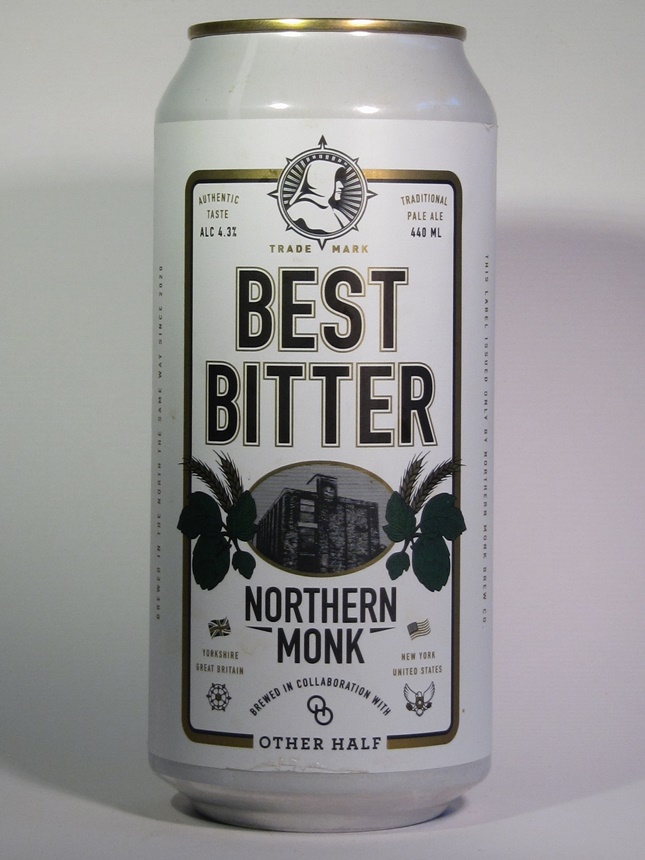 AUTHENTIC
TASTE
ALC 4.3%
TRADITIONAL
PALE ALE
440 ML
TRADE MARK
BEST
BITTER
NORTHERN
MONK
YORKSHIRE
GREAT BRITAIN
NEW YORK
UNITED STATES
BREWED IN COLLABORATION WITH
OTHER HALF
BREWED IN THE NORTH THE SAME WAY SINCE 2020
THIS LABEL ISSUED ONLY BY NORTHERN MONK BREW CO.